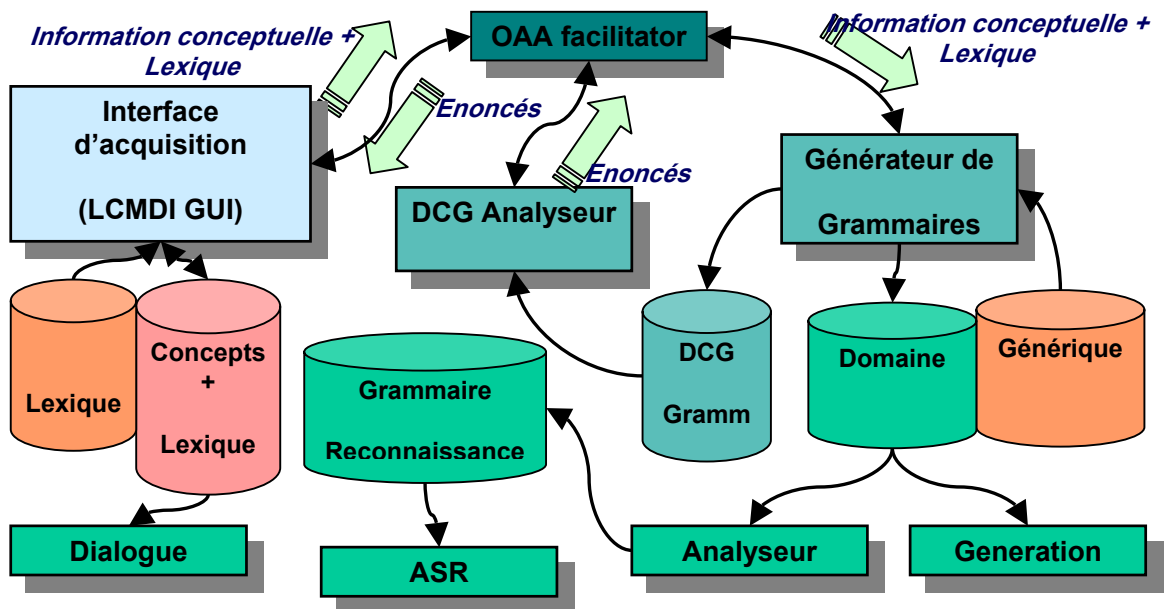 Information conceptuelle +
Lexique
OAA facilitator
Information conceptuelle +
Lexique
Interface
d’acquisition
(LCMDI GUI)
Enoncés
Enoncés
DCG Analyseur
Générateur de
Grammaires
Lexique
Concepts
+
Lexique
Grammaire
Reconnaissance
DCG
Gramm
Domaine
Générique
Dialogue
ASR
Analyseur
Generation